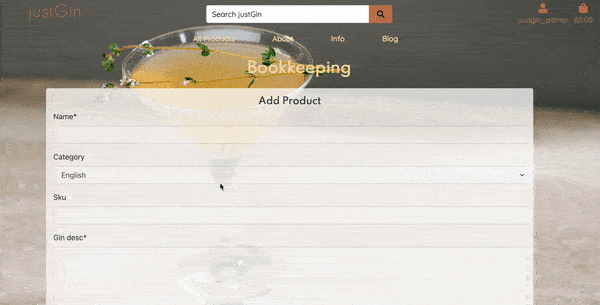 justGin
Search justGin
justgin_admin £0.00
All Products About Info Blog
Bookkeeping
Add Product
Name*
Category
English
Sku
Gin desc*